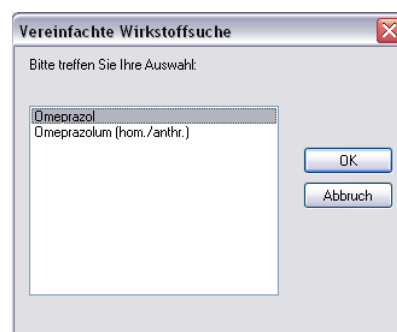 Vereinfachte Wirkstoffsuche
Bitte treffen Sie Ihre Auswahl:
Omeprazol
Omeprazolum (hom./anthr.)
OK
Abbruch